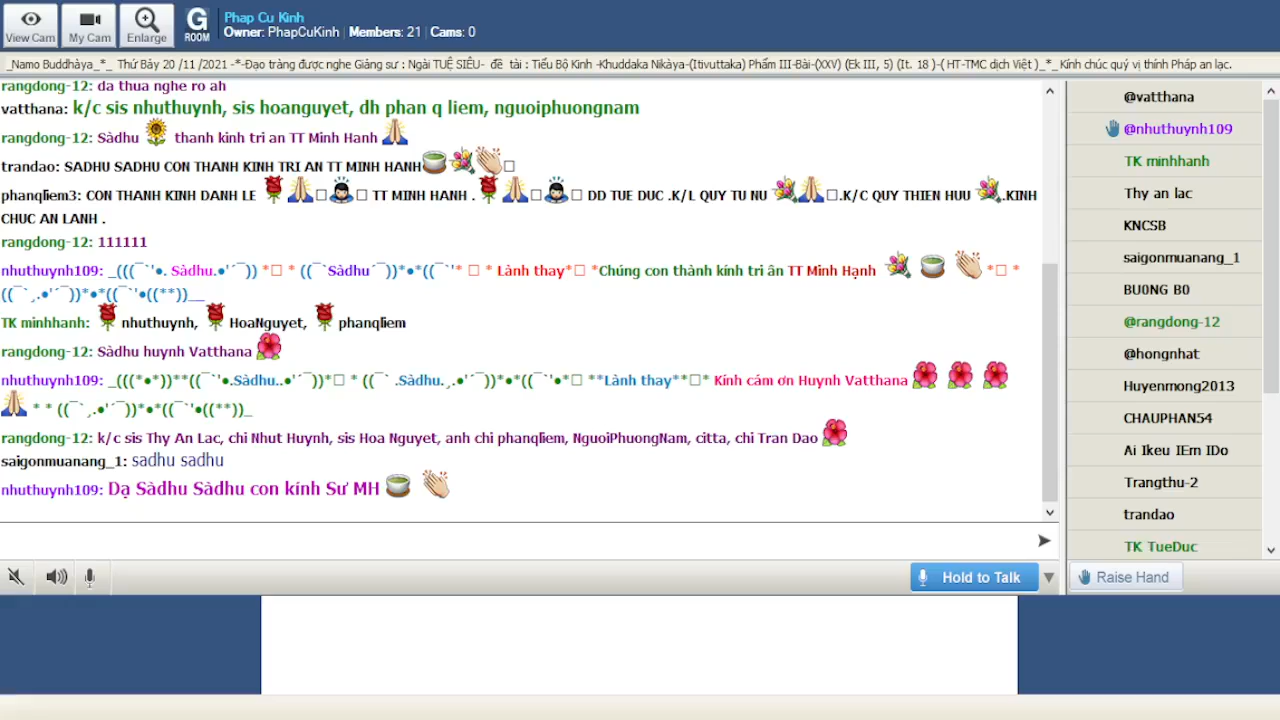 View Cam
My Cam
Enlarge
G
ROOM
Phap Cu Kinh
Owner: PhapCuKinh | Members: 21 | Cams: 0
_Namo Buddhàya_*_ Thứ Bảy 20 /11 /2021 -*-Đạo tràng được nghe Giảng sư : Ngài TUỆ SIÊU- đề tài : Tiểu Bộ Kinh -Khuddaka Nikàya-(Itivuttaka) Phẩm III-Bài-(XXV) (Ek III, 5) (It. 18 )-( HT-TMC dịch Việt )_*_Kính chúc quý vị thính Pháp an lạc.
rangdong-12: da thua nghe ro ah
vatthana: k/c sis nhuthuynh, sis hoanguyet, dh phan q liem, nguoiphuongnam
rangdong-12: Sàdhu 🌻 thanh kinh tri an TT Minh Hanh 🙏
trandao: SADHU SADHU CON THANH KINH TRI AN TT MINH HANH🍵💐👏□
phanqliem3: CON THANH KINH DANH LE 🌹🙏□🙇□ TT MINH HANH . 🌹🙏□🙇□ DD TUE DUC .K/L QUY TU NU 💐🙏□.K/C QUY THIEN HUU 💐.KINH
CHUC AN LANH .
rangdong-12: 111111
nhuthuynh109: _(((¯`'•. Sàdhu.•'´¯)) *□ * ((¯`Sàdhu´¯))*•*((¯`'* □ * Lành thay*□ *Chúng con thành kính tri ân TT Minh Hạnh 💐 🍵 👏 *□ *
((¯`¸.•'´¯))*•*((¯`'•((**))__
TK minhhanh: 🌹nhuthuynh, 🌹HoaNguyet, 🌹phanqliem
rangdong-12: Sàdhu huynh Vatthana 🌺
nhuthuynh109: _(((*•*))**((¯`'•.Sàdhu..•'´¯))*□ * ((¯` .Sàdhu.¸.•'´¯))*•*((¯`'•*□ **Lành thay**□* Kính cám ơn Huynh Vatthana 🌺 🌺 🌺
🙏 * * ((¯`¸.•'´¯))*•*((¯`'•((**))_
rangdong-12: k/c sis Thy An Lac, chi Nhut Huynh, sis Hoa Nguyet, anh chi phanqliem, NguoiPhuongNam, citta, chi Tran Dao 🌺
saigonmuanang_1: sadhu sadhu
nhuthuynh109: Dạ Sàdhu Sàdhu con kính Sư MH 🍵 👏
Hold to Talk
@vatthana
@nhuthuynh109
TK minhhanh
Thy an lac
KNCSB
saigonmuanang_1
BU0NG B0
@rangdong-12
@hongnhat
Huyenmong2013
CHAUPHAN54
Ai Ikeu IEm IDo
Trangthu-2
trandao
TK TueDuc
Raise Hand